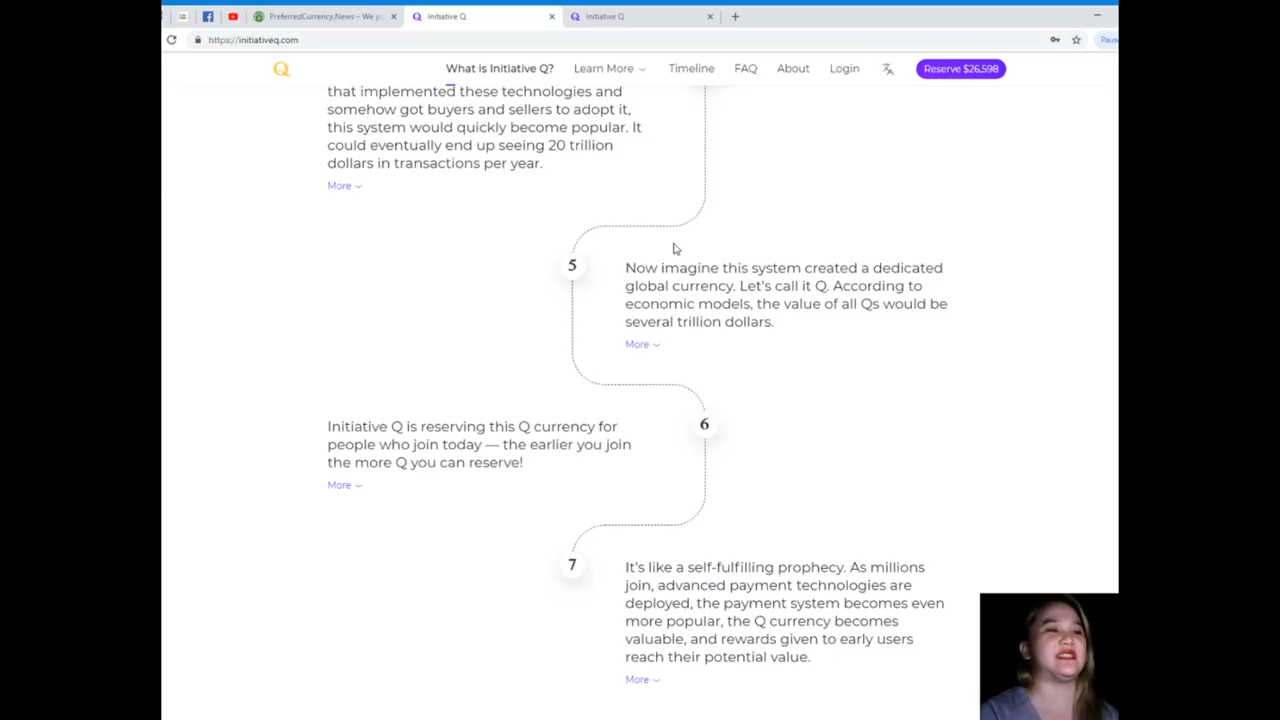 PreferredCurrency.News – We p
Initiative Q
Initiative Q
https://initiativeq.com
Q
What is Initiative Q?
Learn More
Timeline
FAQ
About
Login
Reserve $26,598
that implemented these technologies and
somehow got buyers and sellers to adopt it,
this system would quickly become popular. It
could eventually end up seeing 20 trillion
dollars in transactions per year.
More
5
Now imagine this system created a dedicated
global currency. Let's call it Q. According to
economic models, the value of all Qs would be
several trillion dollars.
More
Initiative Q is reserving this Q currency for
people who join today — the earlier you join
the more Q you can reserve!
More
6
7
It's like a self-fulfilling prophecy. As millions
join, advanced payment technologies are
deployed, the payment system becomes even
more popular, the Q currency becomes
valuable, and rewards given to early users
reach their potential value.
More